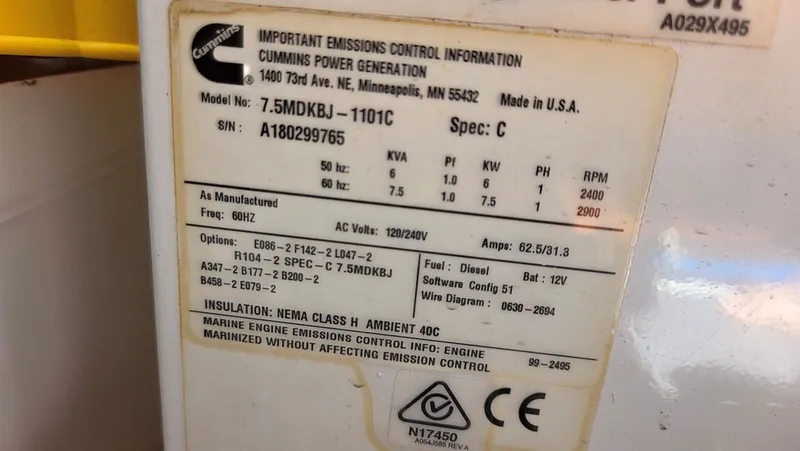 A029X495
Cummins
®
IMPORTANT EMISSIONS CONTROL INFORMATION
CUMMINS POWER GENERATION
1400 73rd Ave. NE, Minneapolis, MN 55432 Made in U.S.A.
Model No: 7.5MDKBJ-1101C Spec: C
S/N: A180299765
KVA Pf KW PH RPM
50 hz: 6 1.0 6 1 2400
60 hz: 7.5 1.0 7.5 1 2900
As Manufactured
Freq: 60HZ AC Volts: 120/240V Amps: 62.5/31.3
Options: E086-2 F142-2 L047-2
R104-2 SPEC-C 7.5MDKBJ
A347-2 B177-2 B200-2
B458-2 E079-2
Fuel: Diesel Bat: 12V
Software Config 51
Wire Diagram: 0630-2694
INSULATION: NEMA CLASS H AMBIENT 40C
MARINE ENGINE EMISSIONS CONTROL INFO: ENGINE
MARINIZED WITHOUT AFFECTING EMISSION CONTROL 99-2495
N17450
A054J585 REV A
CE